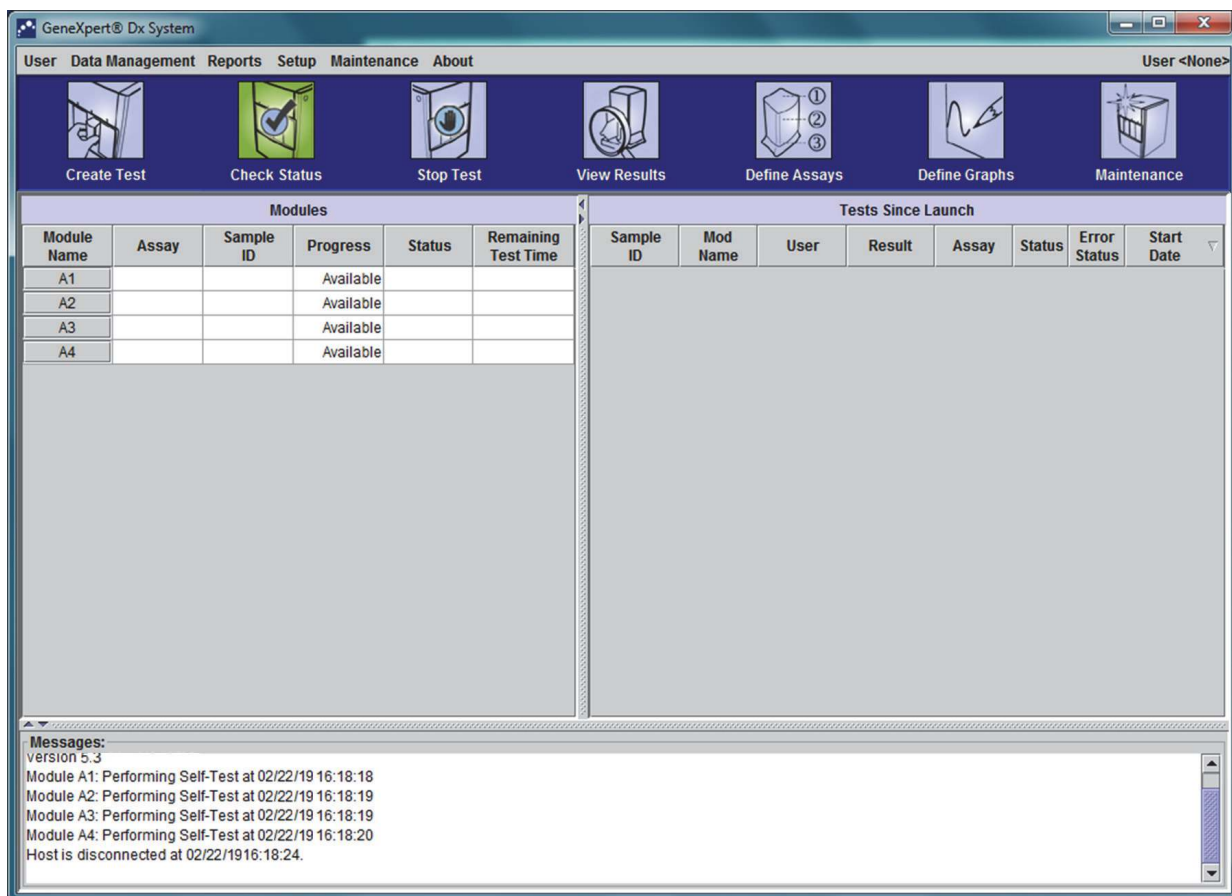 GeneXpert® Dx System
User Data Management Reports Setup Maintenance About User <None>
Create Test Check Status Stop Test View Results Define Assays Define Graphs Maintenance
① ② ③
Modules
Tests Since Launch
Module Name Assay Sample ID Progress Status Remaining Test Time
Sample ID Mod Name User Result Assay Status Error Status Start Date
A1 Available
A2 Available
A3 Available
A4 Available
Messages:
Version 5.3
Module A1: Performing Self-Test at 02/22/19 16:18:18
Module A2: Performing Self-Test at 02/22/19 16:18:19
Module A3: Performing Self-Test at 02/22/19 16:18:19
Module A4: Performing Self-Test at 02/22/19 16:18:20
Host is disconnected at 02/22/1916:18:24.